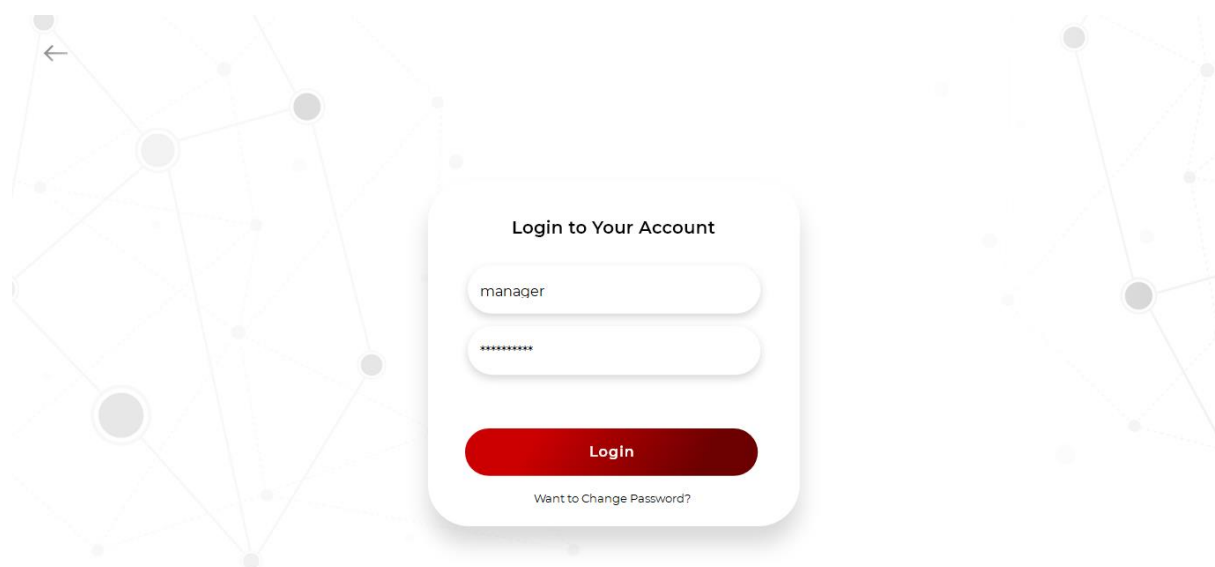 Login to Your Account
manager
**********
Login
Want to Change Password?